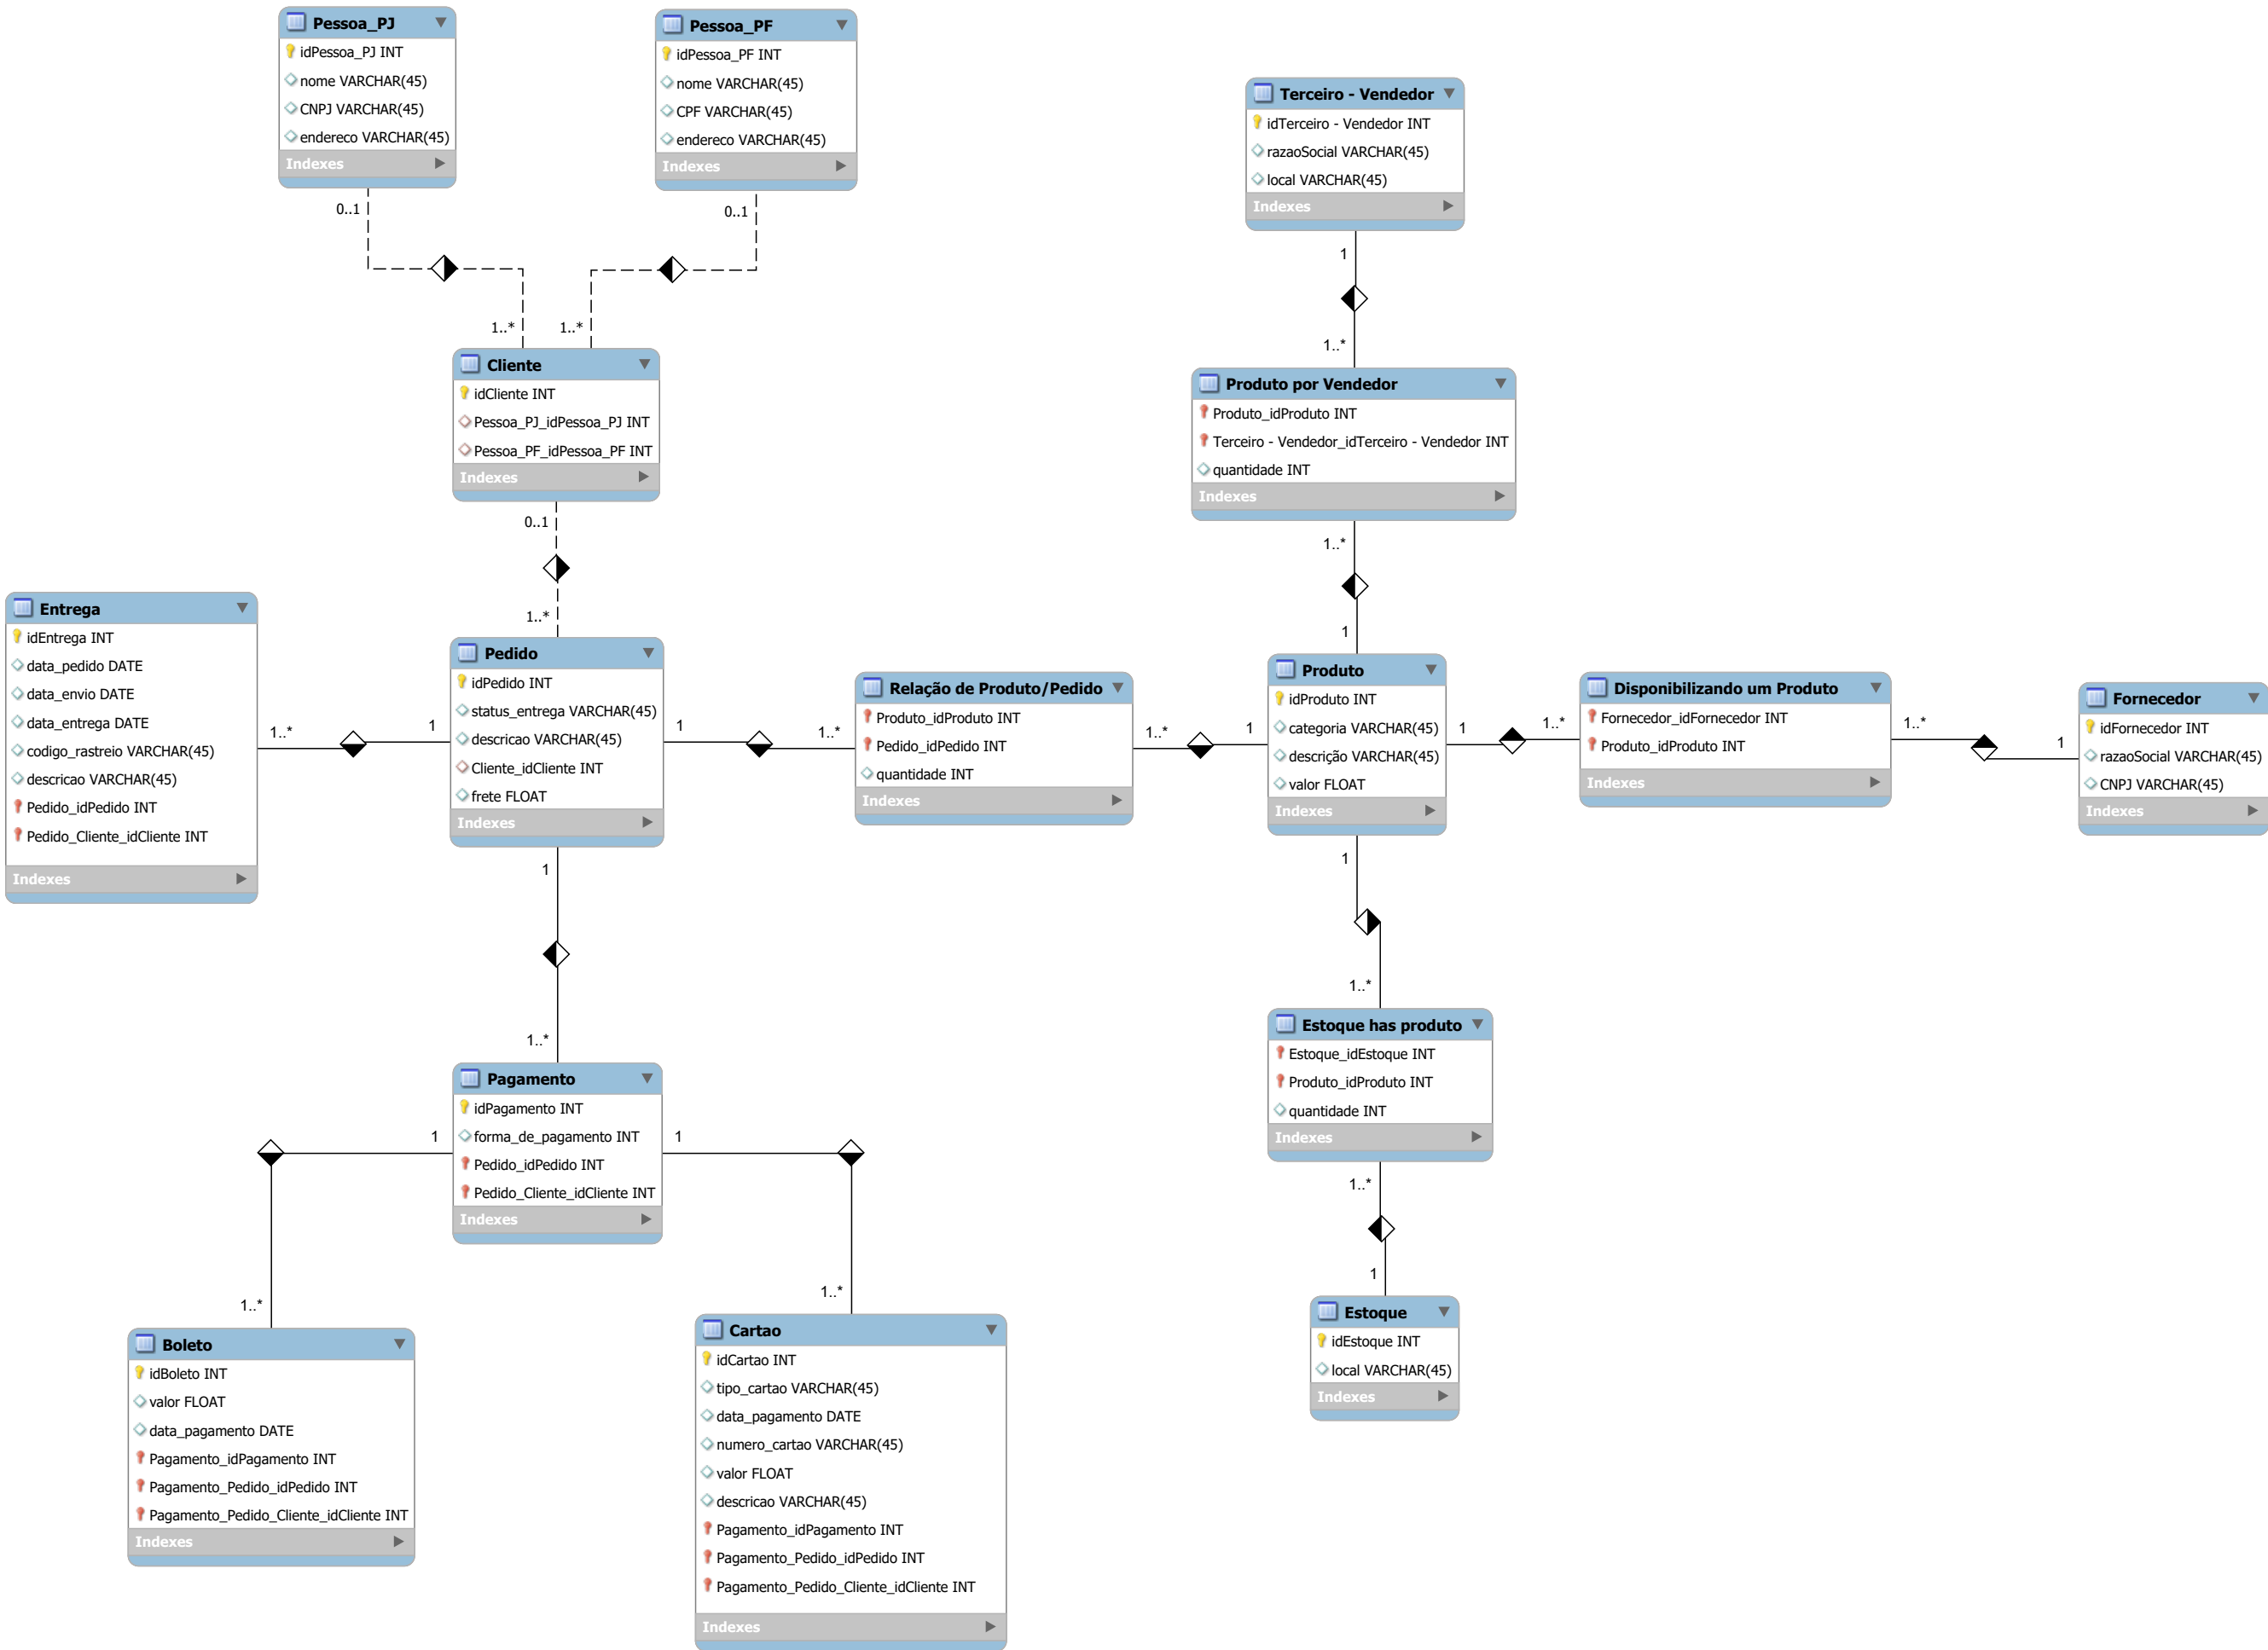 Pessoa_PJ
idPessoa_PJ INT
nome VARCHAR(45)
CNPJ VARCHAR(45)
endereco VARCHAR(45)
Indexes
Pessoa_PF
idPessoa_PF INT
nome VARCHAR(45)
CPF VARCHAR(45)
endereco VARCHAR(45)
Indexes
Terceiro - Vendedor
idTerceiro - Vendedor INT
razaoSocial VARCHAR(45)
local VARCHAR(45)
Indexes
0..1
0..1
1
1..*
1..*
1..*
Cliente
idCliente INT
Pessoa_PJ_idPessoa_PJ INT
Pessoa_PF_idPessoa_PF INT
Indexes
Produto por Vendedor
Produto_idProduto INT
Terceiro - Vendedor_idTerceiro - Vendedor INT
quantidade INT
Indexes
0..1
1..*
1..*
1
Entrega
idEntrega INT
data_pedido DATE
data_envio DATE
data_entrega DATE
codigo_rastreio VARCHAR(45)
descricao VARCHAR(45)
Pedido_idPedido INT
Pedido_Cliente_idCliente INT
Indexes
1..*
1
Pedido
idPedido INT
status_entrega VARCHAR(45)
descricao VARCHAR(45)
Cliente_idCliente INT
frete FLOAT
Indexes
1
1..*
Relação de Produto/Pedido
Produto_idProduto INT
Pedido_idPedido INT
quantidade INT
Indexes
1..*
1
Produto
idProduto INT
categoria VARCHAR(45)
descrição VARCHAR(45)
valor FLOAT
Indexes
1
1..*
Disponibilizando um Produto
Fornecedor_idFornecedor INT
Produto_idProduto INT
Indexes
1..*
1
Fornecedor
idFornecedor INT
razaoSocial VARCHAR(45)
CNPJ VARCHAR(45)
Indexes
1
1
1..*
1..*
Estoque has produto
Estoque_idEstoque INT
Produto_idProduto INT
quantidade INT
Indexes
Pagamento
idPagamento INT
forma_de_pagamento INT
Pedido_idPedido INT
Pedido_Cliente_idCliente INT
Indexes
1
1
1..*
1
1..*
1..*
Estoque
idEstoque INT
local VARCHAR(45)
Indexes
Boleto
idBoleto INT
valor FLOAT
data_pagamento DATE
Pagamento_idPagamento INT
Pagamento_Pedido_idPedido INT
Pagamento_Pedido_Cliente_idCliente INT
Indexes
Cartao
idCartao INT
tipo_cartao VARCHAR(45)
data_pagamento DATE
numero_cartao VARCHAR(45)
valor FLOAT
descricao VARCHAR(45)
Pagamento_idPagamento INT
Pagamento_Pedido_idPedido INT
Pagamento_Pedido_Cliente_idCliente INT
Indexes